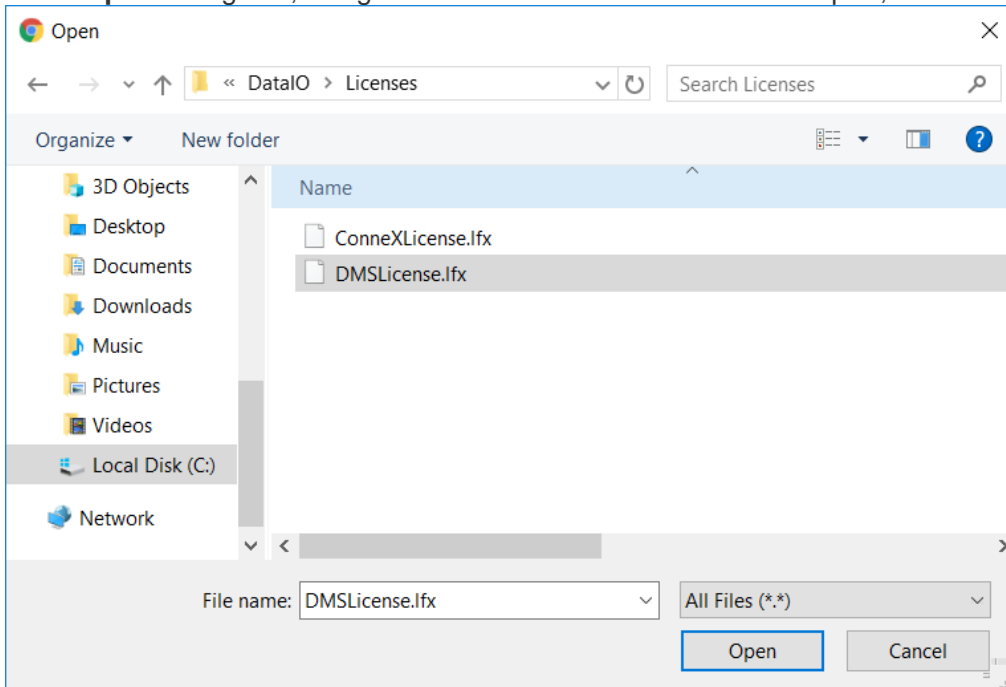 Open
« DataIO > Licenses
Search Licenses
Organize
New folder
?
Name
3D Objects
Desktop
Documents
Downloads
Music
Pictures
Videos
Local Disk (C:)
Network
ConneXLicense.lfx
DMSLicense.lfx
File name: DMSLicense.lfx
All Files (*.*)
Open
Cancel